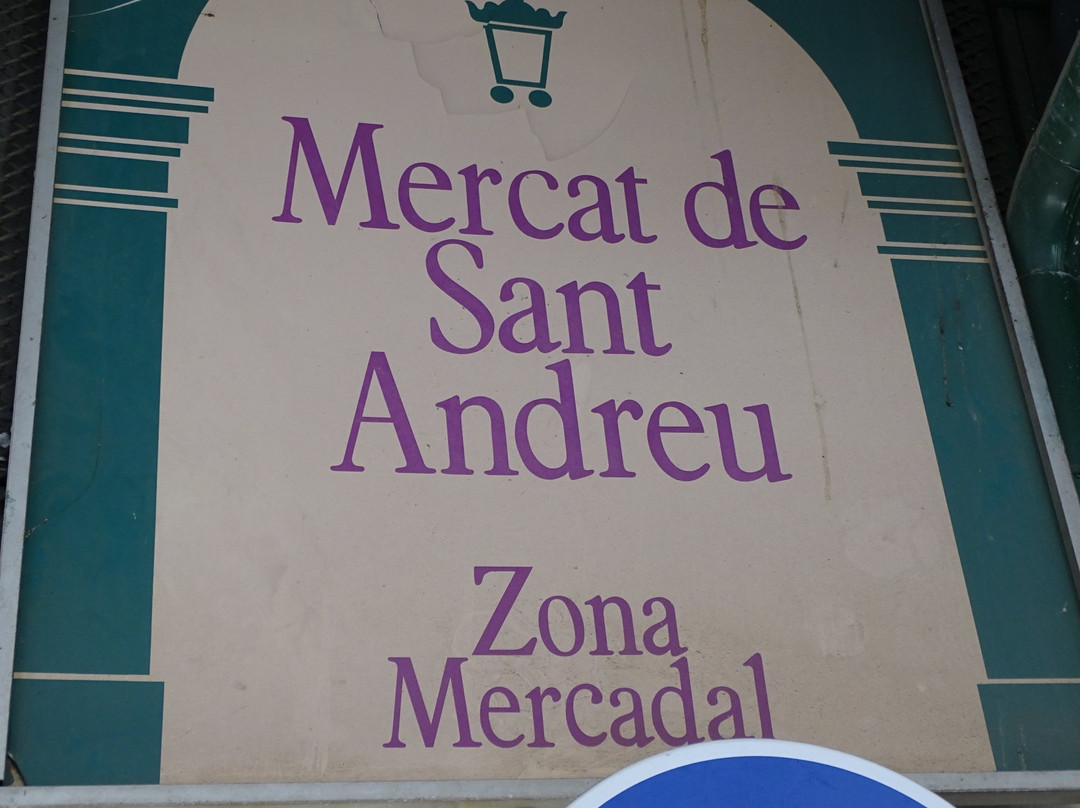 Mercat de
Sant
Andreu
Zona
Mercadal